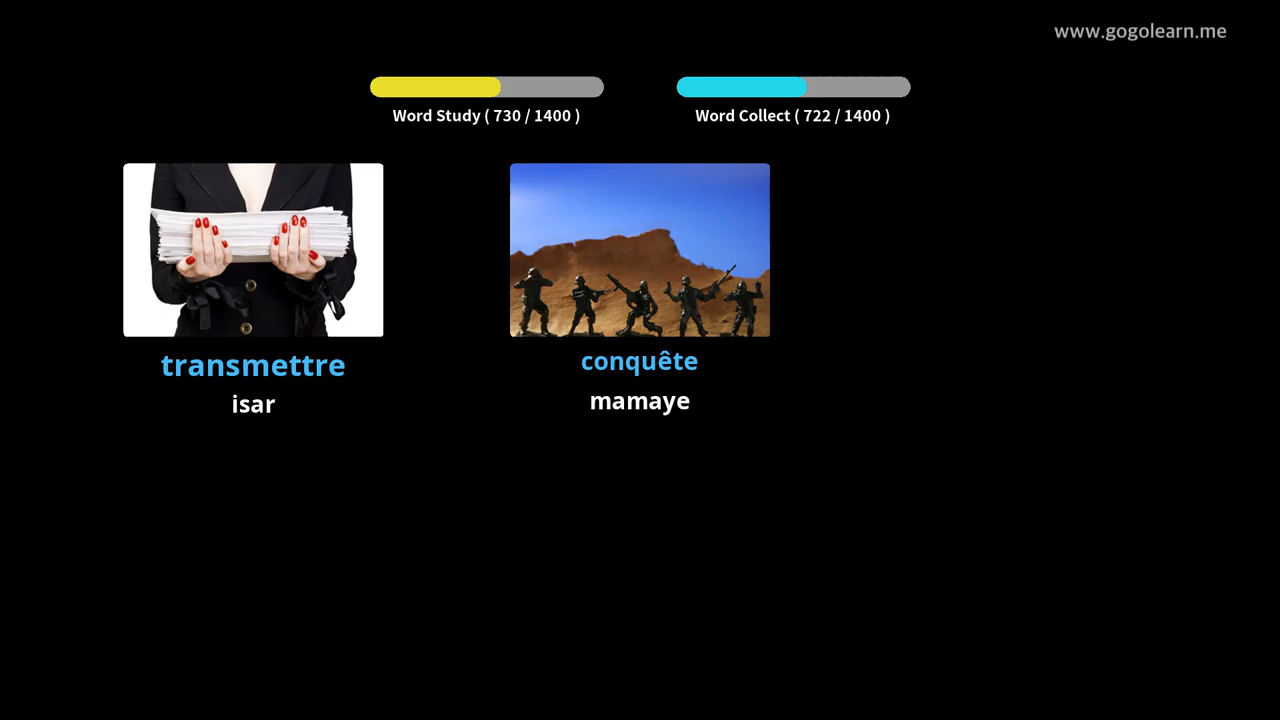 www.gogolearn.me
Word Study ( 730 / 1400 )
Word Collect ( 722 / 1400 )
transmettre
isar
conquête
mamaye